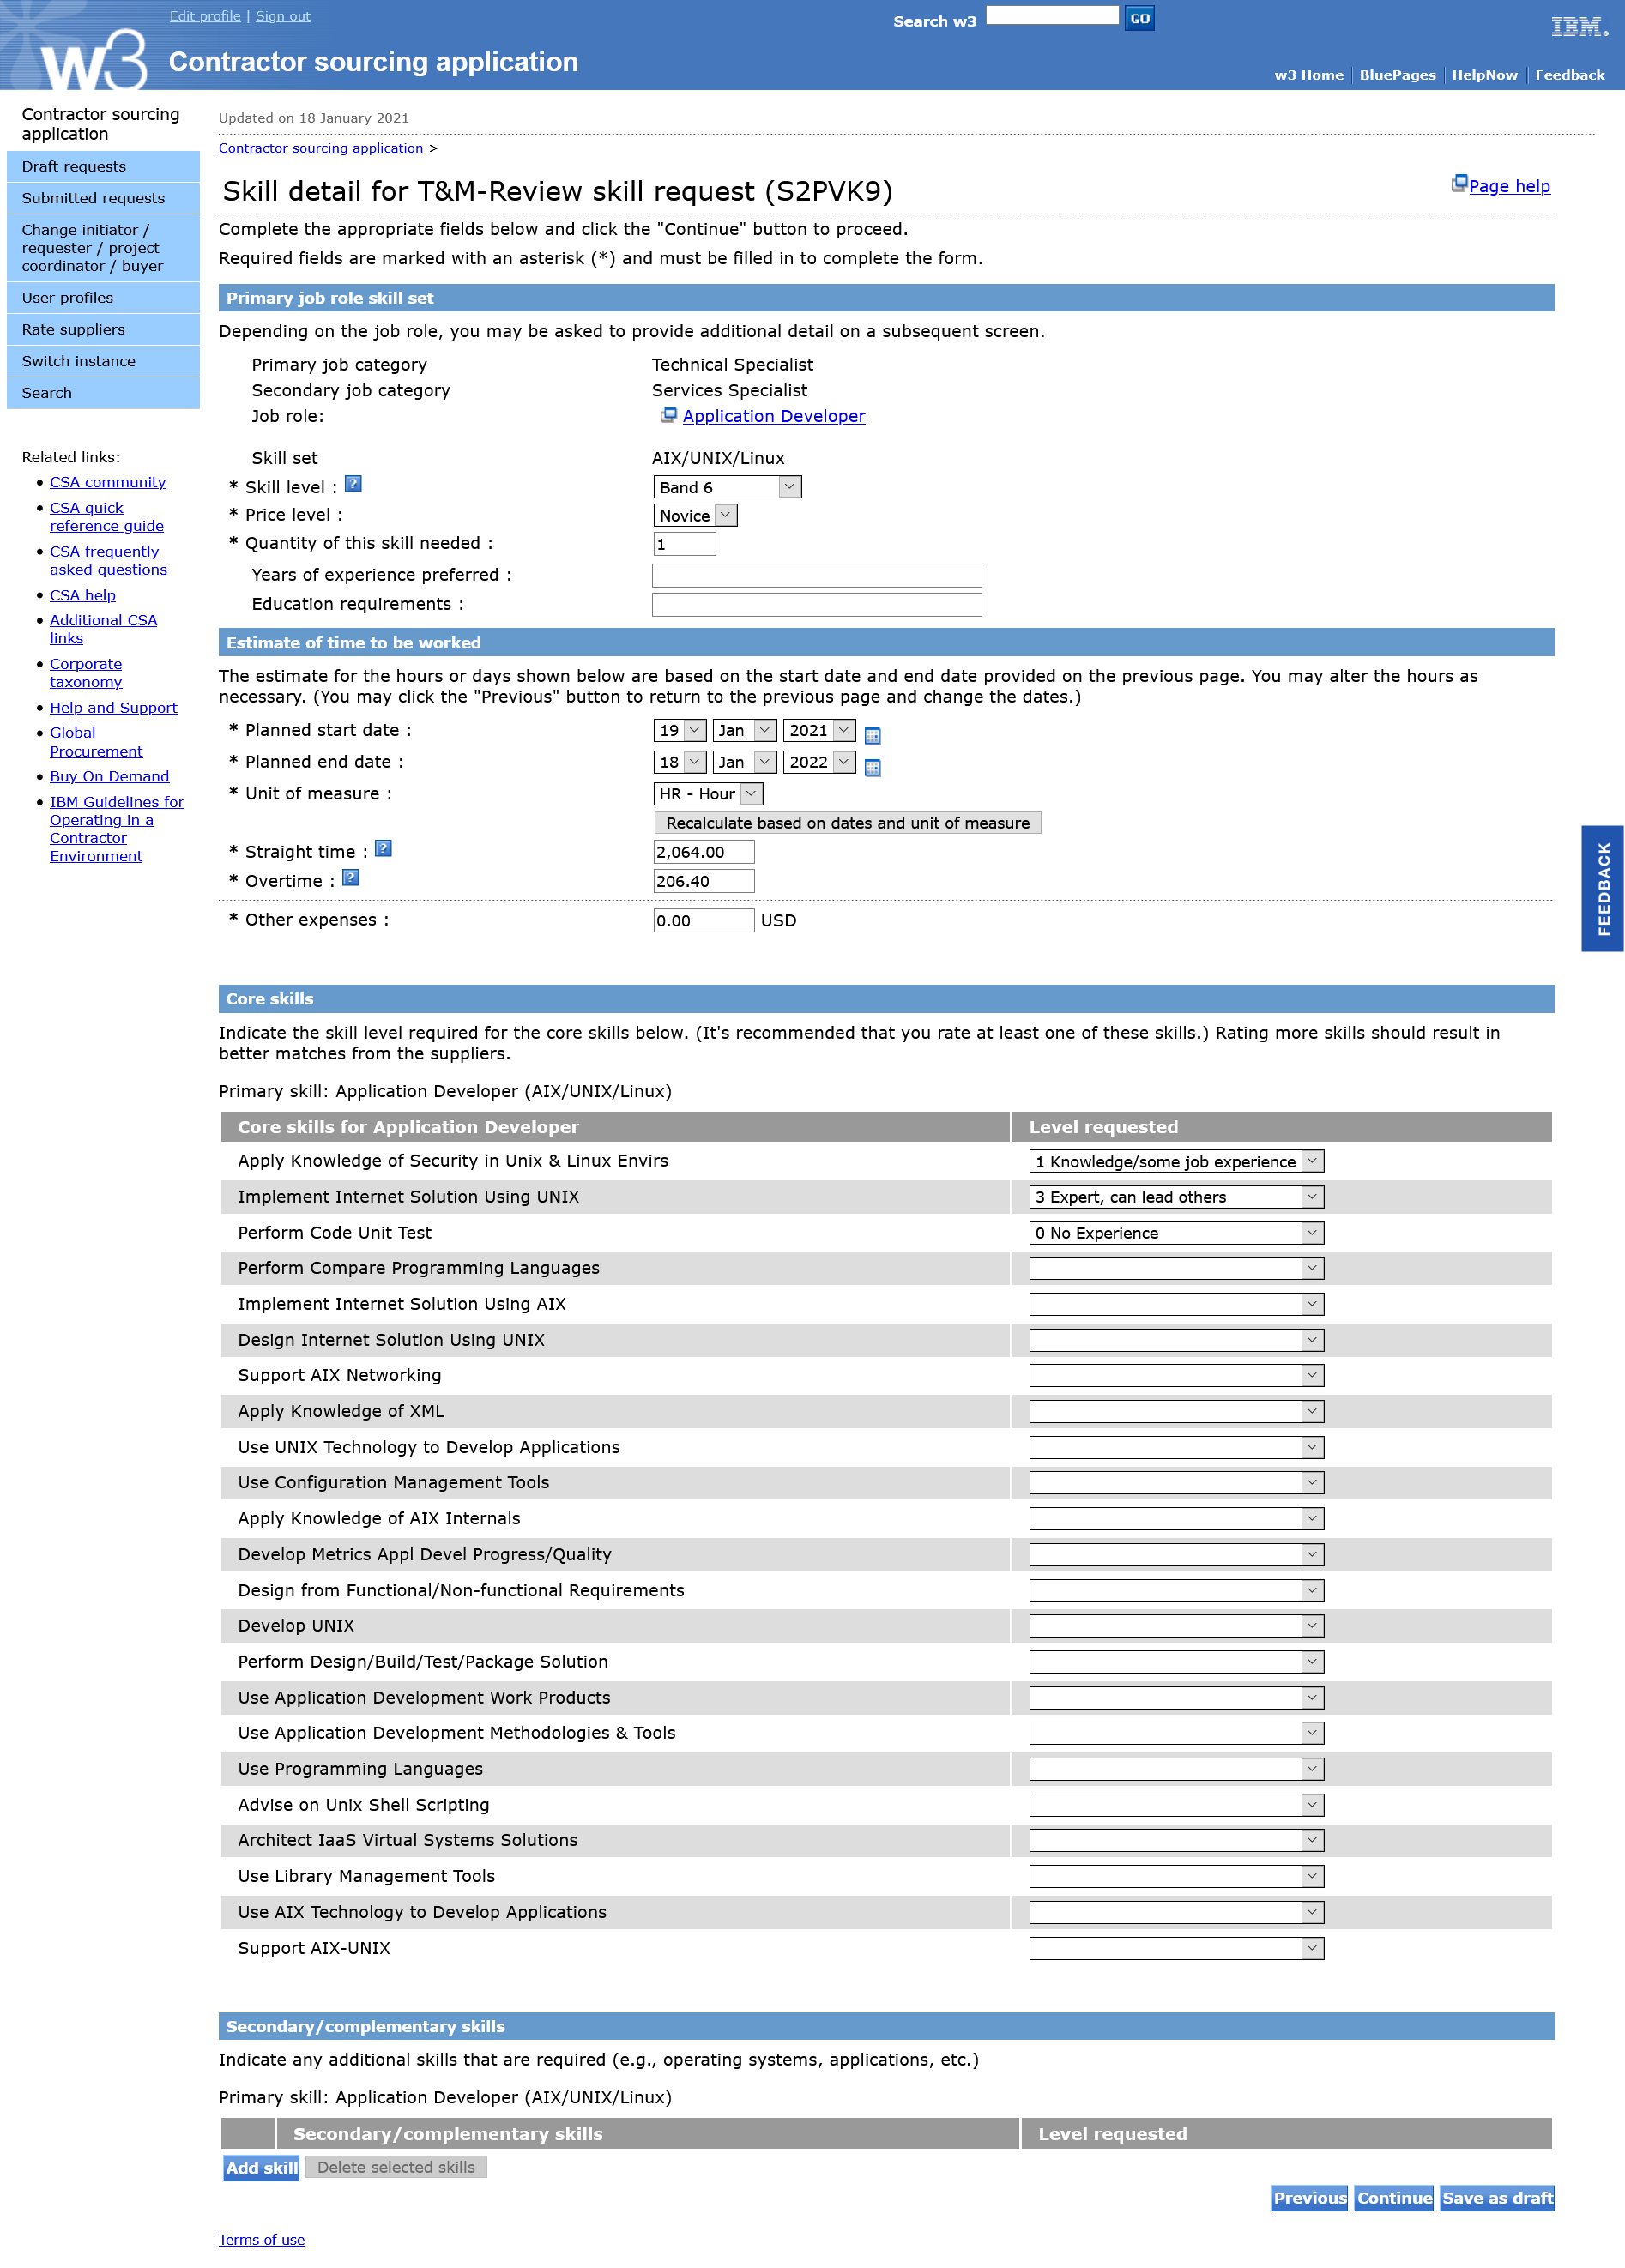 Edit profile | Sign out
Search w3
GO
IBM.
w3
Contractor sourcing application
w3 Home
BluePages
HelpNow
Feedback
Contractor sourcing
application
Draft requests
Submitted requests
Change initiator /
requester / project
coordinator / buyer
User profiles
Rate suppliers
Switch instance
Search
Related links:
CSA community
CSA quick
reference guide
CSA frequently
asked questions
CSA help
Additional CSA
links
Corporate
taxonomy
Help and Support
Global
Procurement
Buy On Demand
IBM Guidelines for
Operating in a
Contractor
Environment
Updated on 18 January 2021
Contractor sourcing application >
Skill detail for T&M-Review skill request (S2PVK9)
Page help
Complete the appropriate fields below and click the "Continue" button to proceed.
Required fields are marked with an asterisk (*) and must be filled in to complete the form.
Primary job role skill set
Depending on the job role, you may be asked to provide additional detail on a subsequent screen.
Primary job category Technical Specialist
Secondary job category Services Specialist
Job role: Application Developer
Skill set AIX/UNIX/Linux
* Skill level : ? Band 6
* Price level : Novice
* Quantity of this skill needed : 1
Years of experience preferred :
Education requirements :
Estimate of time to be worked
The estimate for the hours or days shown below are based on the start date and end date provided on the previous page. You may alter the hours as
necessary. (You may click the "Previous" button to return to the previous page and change the dates.)
* Planned start date : 19 Jan 2021
* Planned end date : 18 Jan 2022
* Unit of measure : HR - Hour
Recalculate based on dates and unit of measure
* Straight time : ? 2,064.00
* Overtime : ? 206.40
* Other expenses : 0.00 USD
FEEDBACK
Core skills
Indicate the skill level required for the core skills below. (It's recommended that you rate at least one of these skills.) Rating more skills should result in
better matches from the suppliers.
Primary skill: Application Developer (AIX/UNIX/Linux)
Core skills for Application Developer Level requested
Apply Knowledge of Security in Unix & Linux Envirs 1 Knowledge/some job experience
Implement Internet Solution Using UNIX 3 Expert, can lead others
Perform Code Unit Test 0 No Experience
Perform Compare Programming Languages
Implement Internet Solution Using AIX
Design Internet Solution Using UNIX
Support AIX Networking
Apply Knowledge of XML
Use UNIX Technology to Develop Applications
Use Configuration Management Tools
Apply Knowledge of AIX Internals
Develop Metrics Appl Devel Progress/Quality
Design from Functional/Non-functional Requirements
Develop UNIX
Perform Design/Build/Test/Package Solution
Use Application Development Work Products
Use Application Development Methodologies & Tools
Use Programming Languages
Advise on Unix Shell Scripting
Architect IaaS Virtual Systems Solutions
Use Library Management Tools
Use AIX Technology to Develop Applications
Support AIX-UNIX
Secondary/complementary skills
Indicate any additional skills that are required (e.g., operating systems, applications, etc.)
Primary skill: Application Developer (AIX/UNIX/Linux)
Secondary/complementary skills Level requested
Add skill Delete selected skills
Previous Continue Save as draft
Terms of use